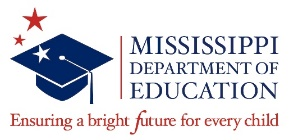 MISSISSIPPI
DEPARTMENT OF
EDUCATION
Ensuring a bright future for every child